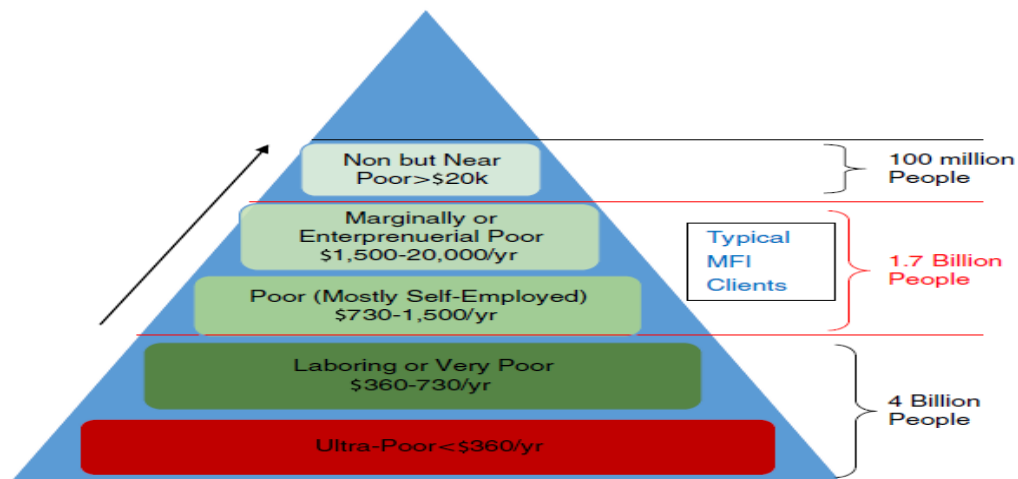 Non but Near
Poor>$20k
100 million
People
Marginally or
Enterprenuerial Poor
$1,500-20,000/yr
Typical
MFI
Clients
1.7 Billion
People
Poor (Mostly Self-Employed)
$730-1,500/yr
Laboring or Very Poor
$360-730/yr
4 Billion
People
Ultra-Poor<$360/yr